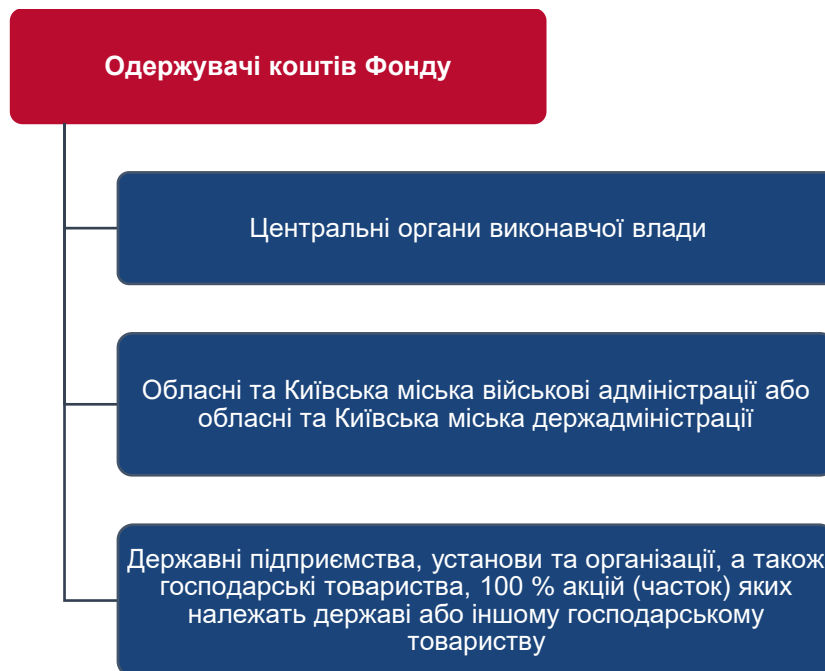 Одержувачі коштів Фонду
Центральні органи виконавчої влади
Обласні та Київська міська військові адміністрації або
обласні та Київська міська держадміністрації
Державні підприємства, установи та організації, а також
господарські товариства, 100 % акцій (часток) яких
належать державі або іншому господарському
товариству